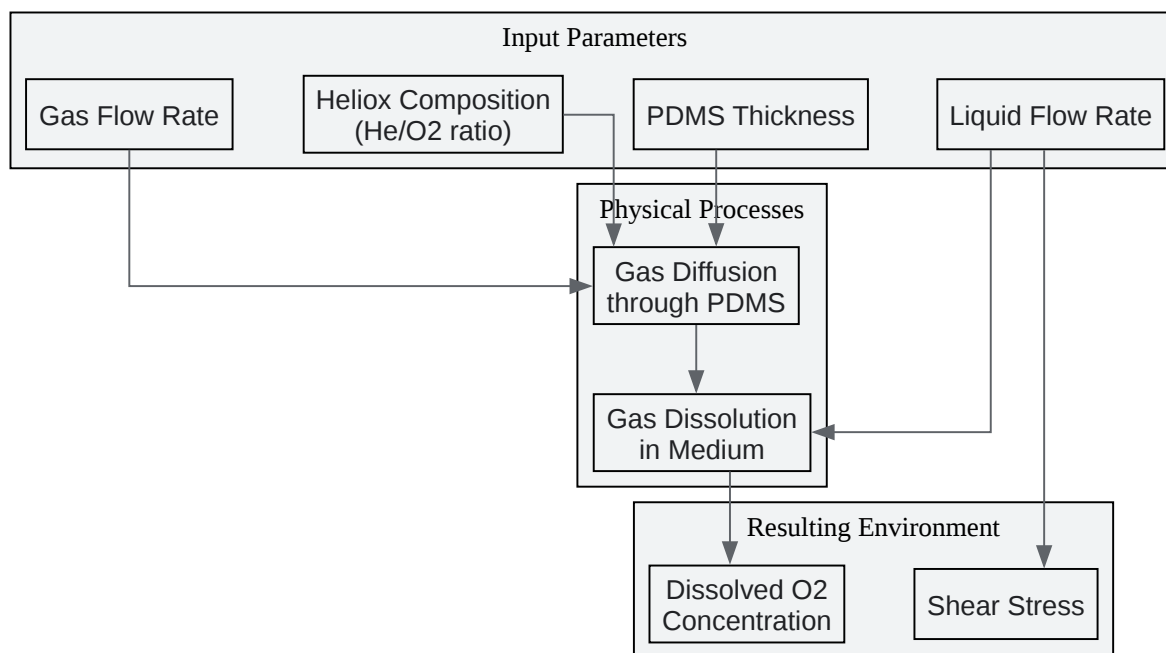 Input Parameters
Gas Flow Rate
Heliox Composition
(He/O2 ratio)
PDMS Thickness
Liquid Flow Rate
Physical Processes
Gas Diffusion
through PDMS
Gas Dissolution
in Medium
Resulting Environment
Dissolved O2
Concentration
Shear Stress